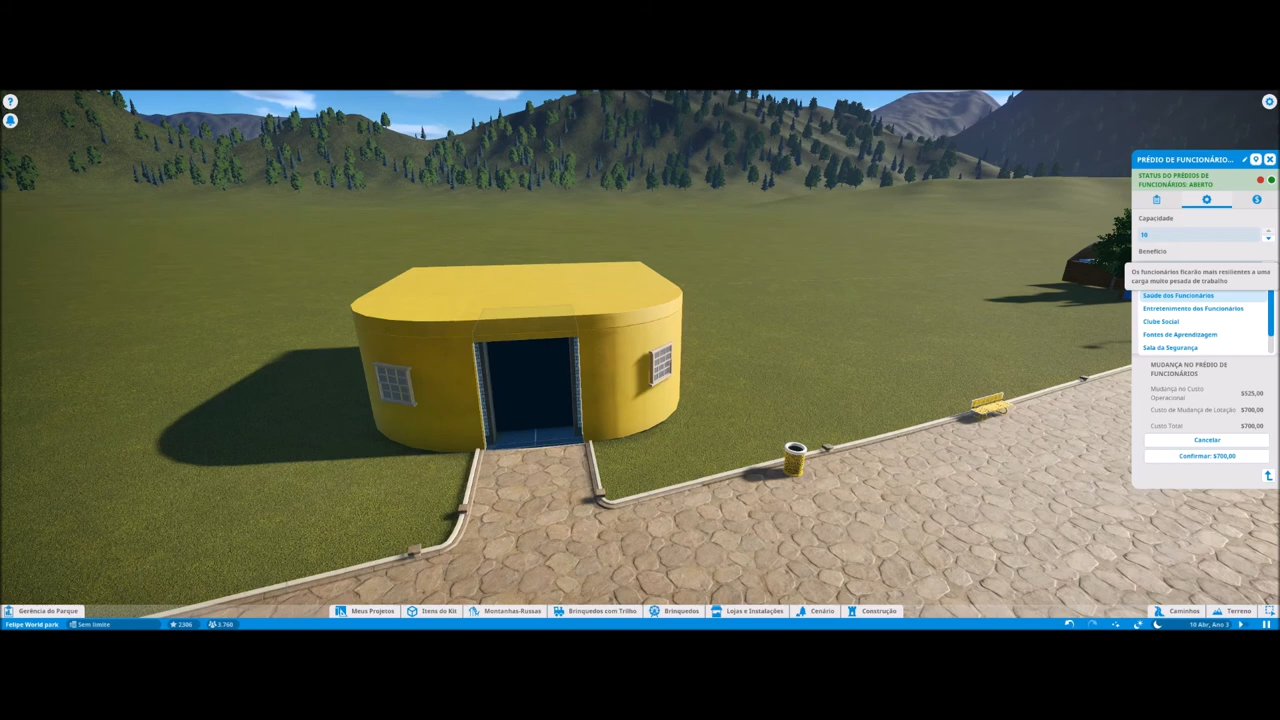 ?
PRÉDIO DE FUNCIONÁRIO...
STATUS DO PRÉDIOS DE
FUNCIONÁRIOS: ABERTO
Capacidade
10
Benefício
Os funcionários ficarão mais resilientes a uma
carga muito pesada de trabalho
Saúde dos Funcionários
Entretenimento dos Funcionários
Clube Social
Fontes de Aprendizagem
Sala da Segurança
MUDANÇA NO PRÉDIO DE
FUNCIONÁRIOS
Mudança no Custo
Operacional
$525,00
Custo de Mudança de Lotação $700,00
Custo Total $700,00
Cancelar
Confirmar: $700,00
Gerência do Parque Meus Projetos Itens do Kit Montanhas-Russas Brinquedos com Trilho Brinquedos Lojas e Instalações Cenário Construção Caminhos Terreno
Felipe World park Sem limite 2306 3.760 10 Abr, Ano 3